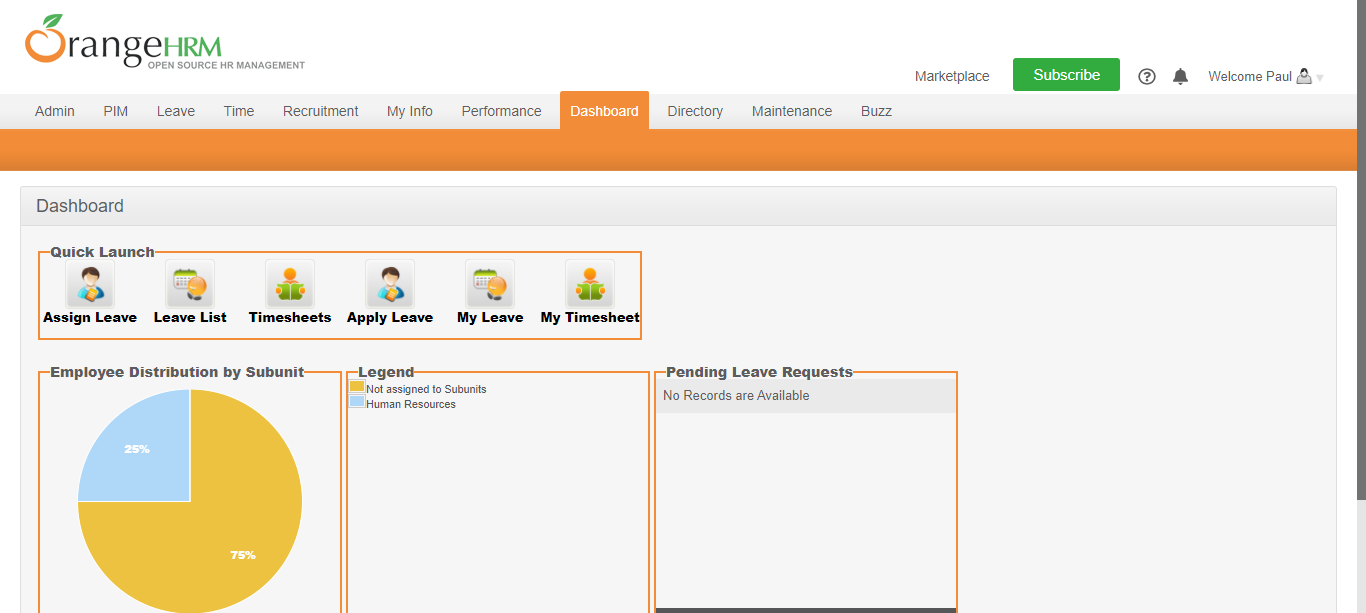 OrangeHRM
OPEN SOURCE HR MANAGEMENT
Marketplace Subscribe Welcome Paul
Admin PIM Leave Time Recruitment My Info Performance Dashboard Directory Maintenance Buzz
Dashboard
Quick Launch
Assign Leave Leave List Timesheets Apply Leave My Leave My Timesheet
Employee Distribution by Subunit
25%
75%
Legend
Not assigned to Subunits
Human Resources
Pending Leave Requests
No Records are Available